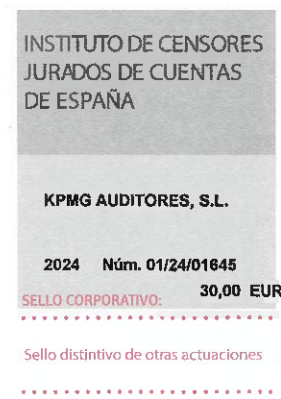 INSTITUTO DE CENSORES
JURADOS DE CUENTAS
DE ESPAÑA
KPMG AUDITORES, S.L.
2024 Núm. 01/24/01645
30,00 EUR
SELLO CORPORATIVO:
Sello distintivo de otras actuaciones